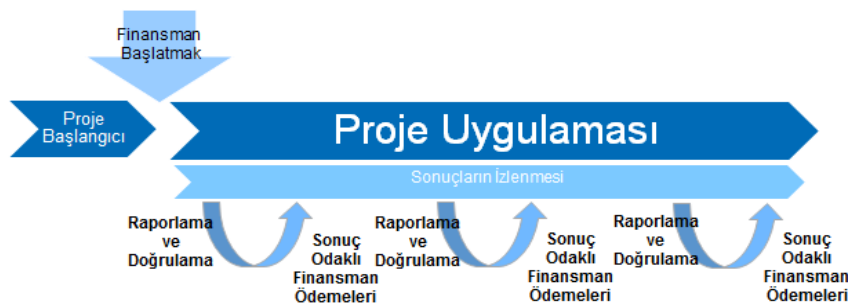 Finansman
Başlatmak
Proje
Başlangıcı
Proje Uygulaması
Sonuçların İzlenmesi
Raporlama
ve
Doğrulama
Sonuç
Odaklı
Finansman
Ödemeleri
Raporlama
ve
Doğrulama
Sonuç
Odaklı
Finansman
Ödemeleri
Raporlama
ve
Doğrulama
Sonuç
Odaklı
Finansman
Ödemeleri